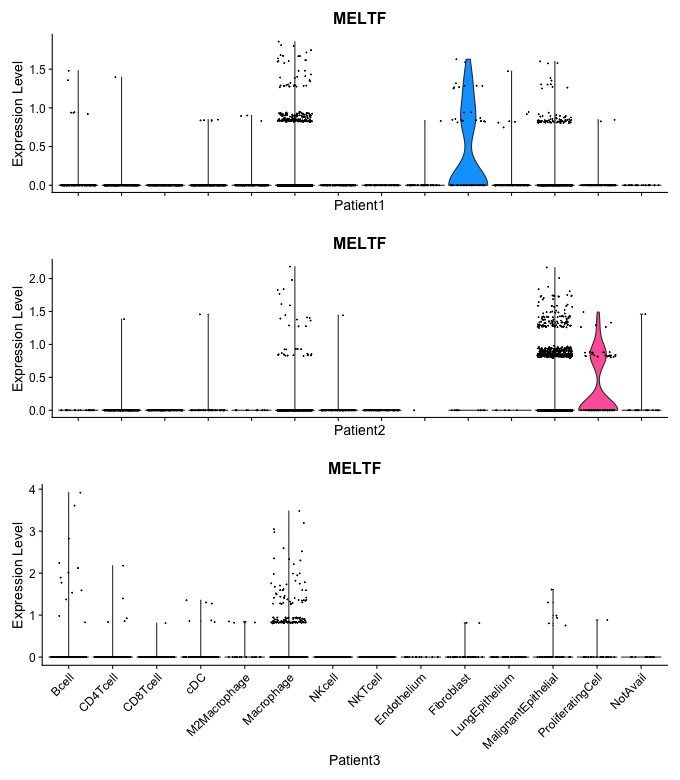 MELTF
Expression Level
1.5
1.0
0.5
0.0
Patient1
MELTF
Expression Level
2.0
1.5
1.0
0.5
0.0
Patient2
MELTF
Expression Level
4
3
2
1
0
Bcell
CD4Tcell
CD8Tcell
cDC
M2Macrophage
Macrophage
NKcell
NKTcell
Endothelium
Fibroblast
LungEpithelium
MalignantEpithelial
ProliferatingCell
NotAvail
Patient3